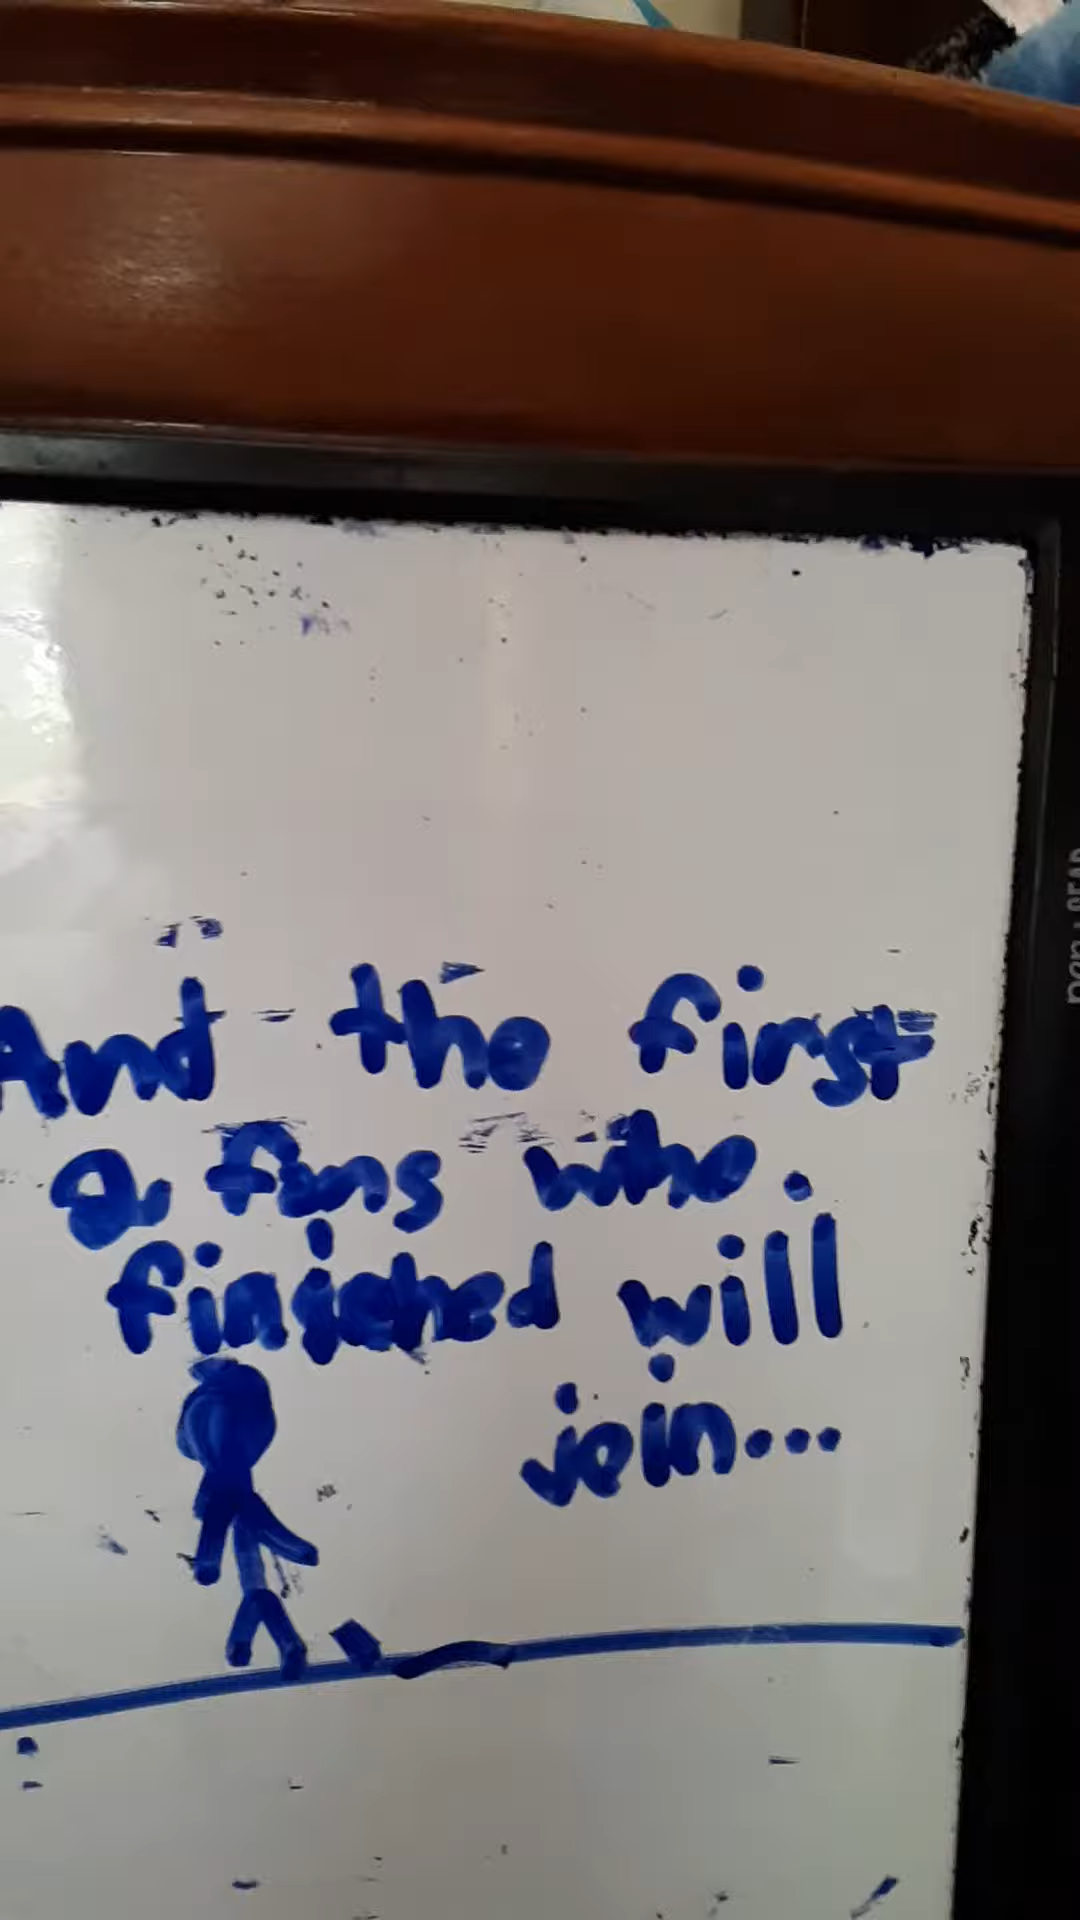 And the first
a fans who.
finished will
join...